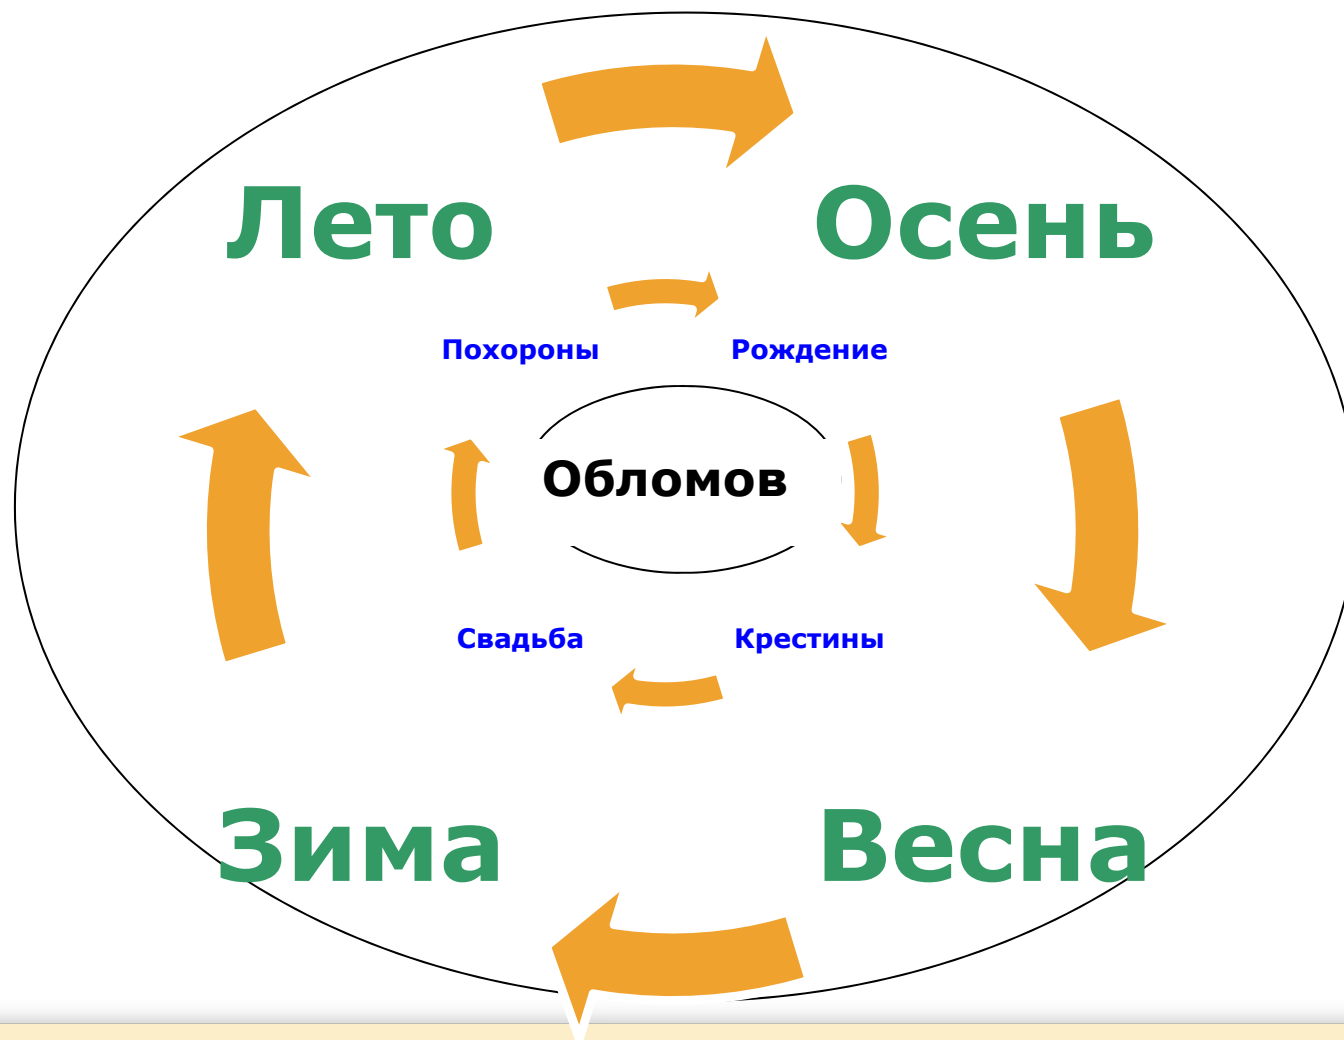 Лето Осень
Похороны Рождение
Обломов
Свадьба Крестины
Зима Весна